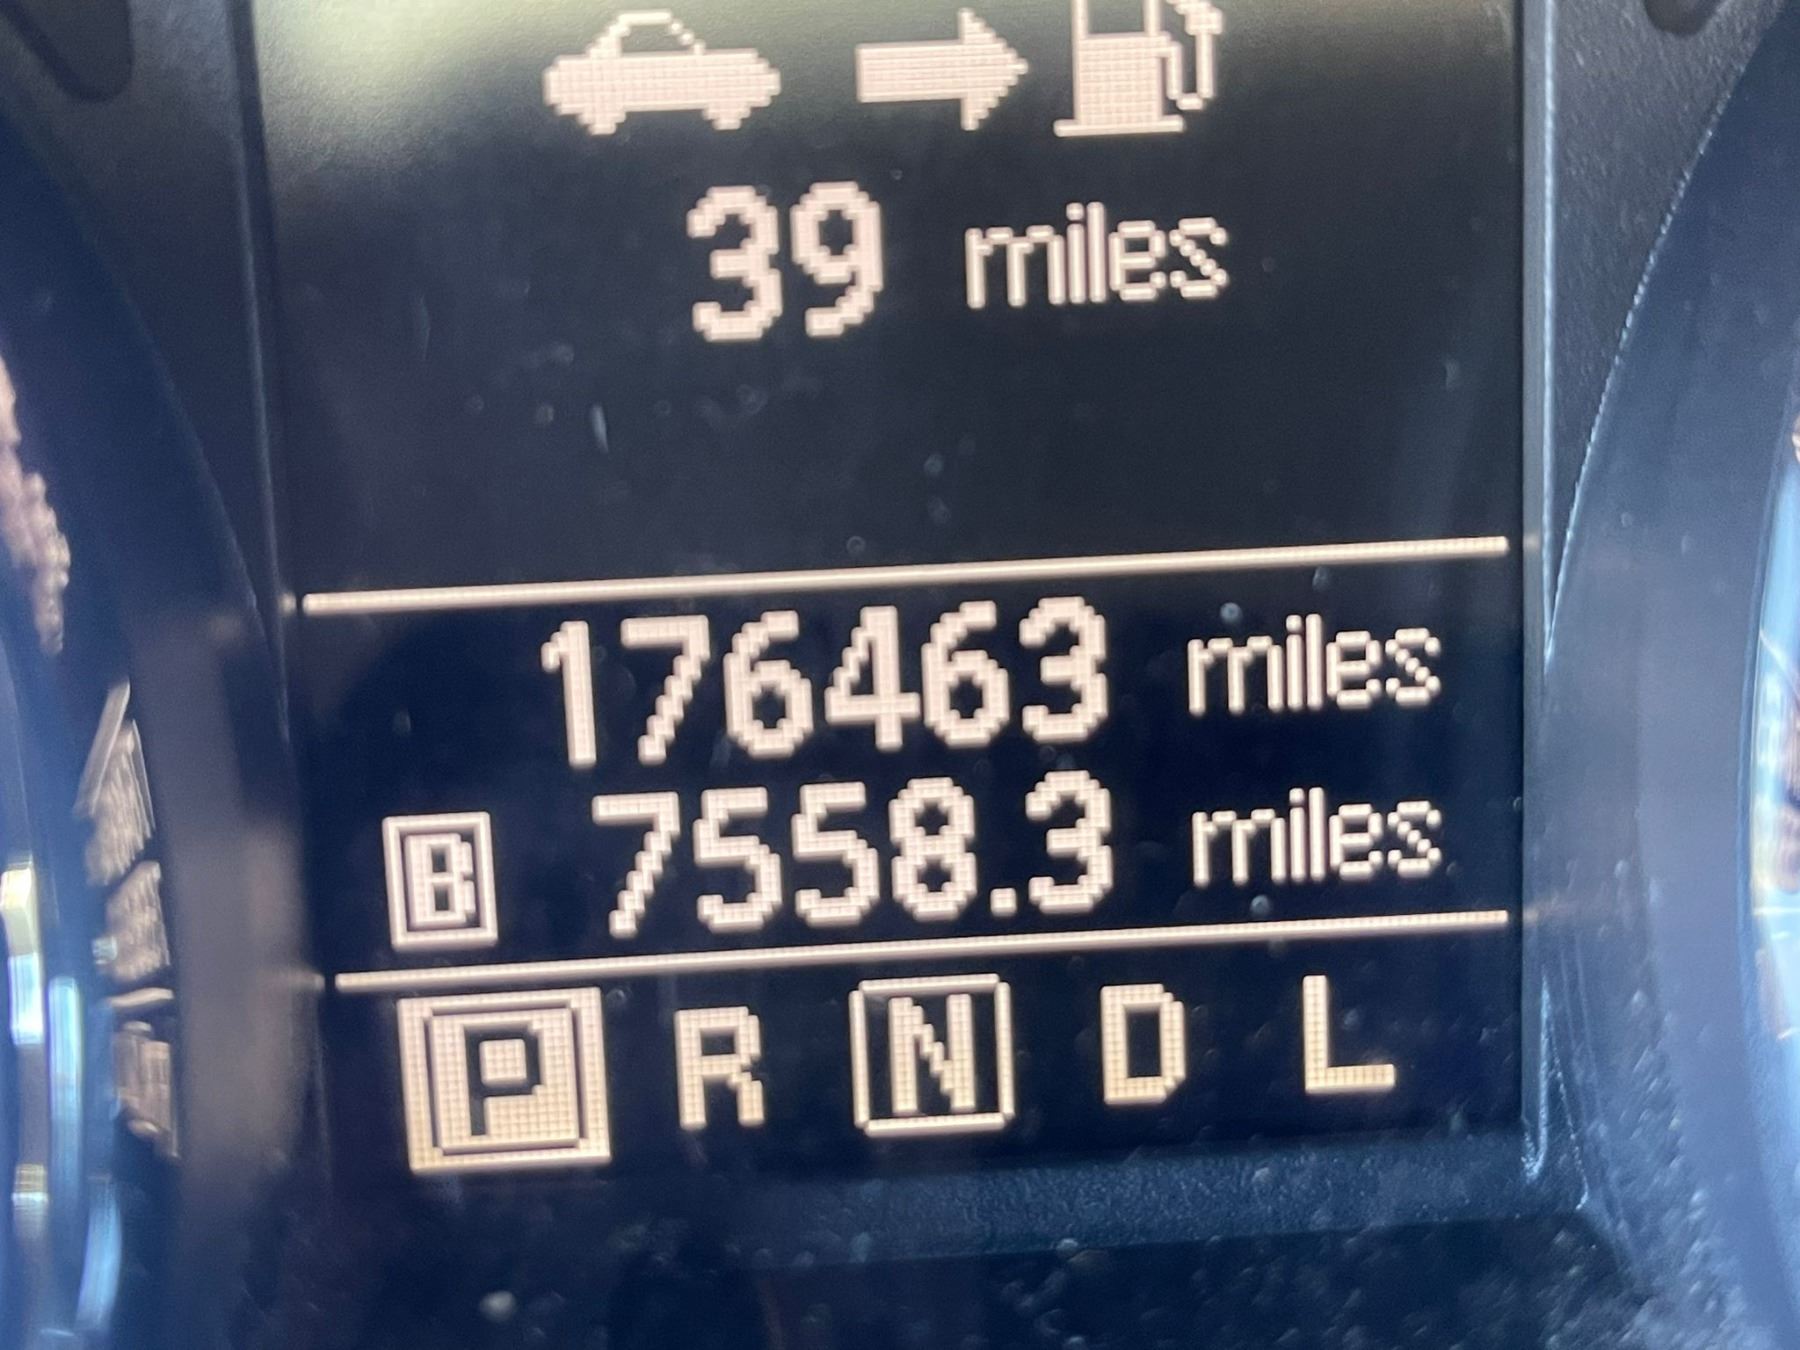 39 miles
176463 miles
B 7558.3 miles
P R N D L